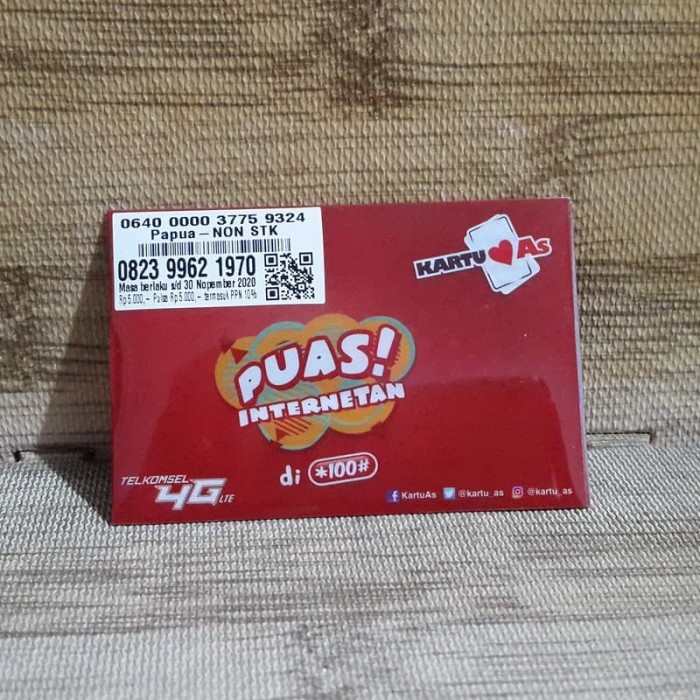 0640 0000 3775 9324
Papua – NON STK
0823 9962 1970
Masa berlaku s/d 30 Nopember 2020
Rp 5.000,– Pulsa Rp 5.000,– termasuk PPN 10%
KARTU As
PUAS!
INTERNETAN
di *100#
TELKOMSEL
4G LTE
KartuAs @kartu_as @kartu_as